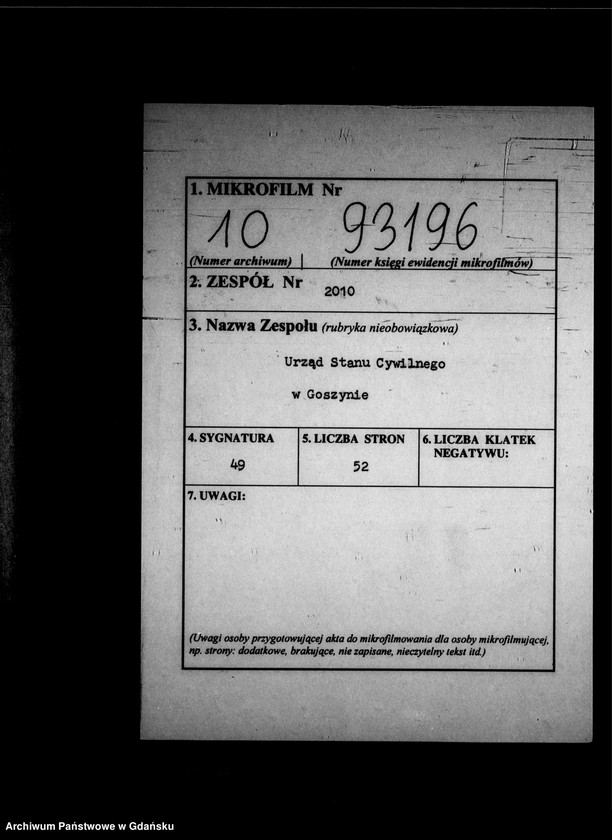 1. MIKROFILM Nr
10 93196
(Numer archiwum) (Numer księgi ewidencji mikrofilmów)
2. ZESPÓŁ Nr 2010
3. Nazwa Zespołu (rubryka nieobowiązkowa)
Urząd Stanu Cywilnego
w Goszynie
4. SYGNATURA 5. LICZBA STRON 6. LICZBA KLATEK
NEGATYWU:
49 52
7. UWAGI:
(Uwagi osoby przygotowującej akta do mikrofilmowania dla osoby mikrofilmującej,
np. strony: dodatkowe, brakujące, nie zapisane, nieczytelny tekst itd.)
Archiwum Państwowe w Gdańsku